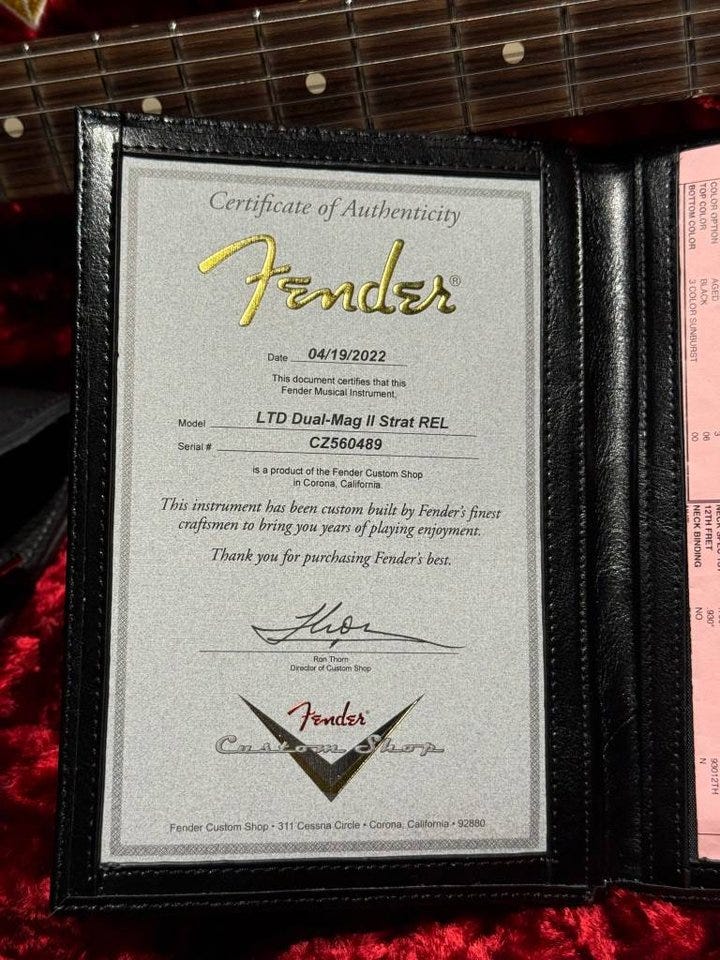 Certificate of Authenticity
Fender®
Date 04/19/2022
This document certifies that this
Fender Musical Instrument,
Model LTD Dual-Mag II Strat REL
Serial # CZ560489
is a product of the Fender Custom Shop
in Corona, California
This instrument has been custom built by Fender's finest
craftsmen to bring you years of playing enjoyment.
Thank you for purchasing Fender's best.
Ron Thorn
Director of Custom Shop
Fender®
Custom Shop
Fender Custom Shop • 311 Cessna Circle • Corona, California • 92880
COLOR OPTION AGED
TOP COLOR BLACK 06
BOTTOM COLOR 3 COLOR SUNBURST 00
12TH FRET .930" 93012TH
NECK BINDING NO N